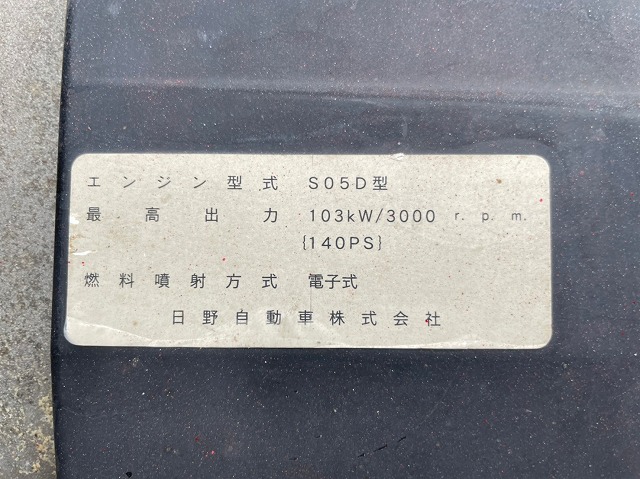 エンジン型式 S05D型
最高出力 103kW/3000 r.p.m.
{140PS}
燃料噴射方式 電子式
日野自動車株式会社